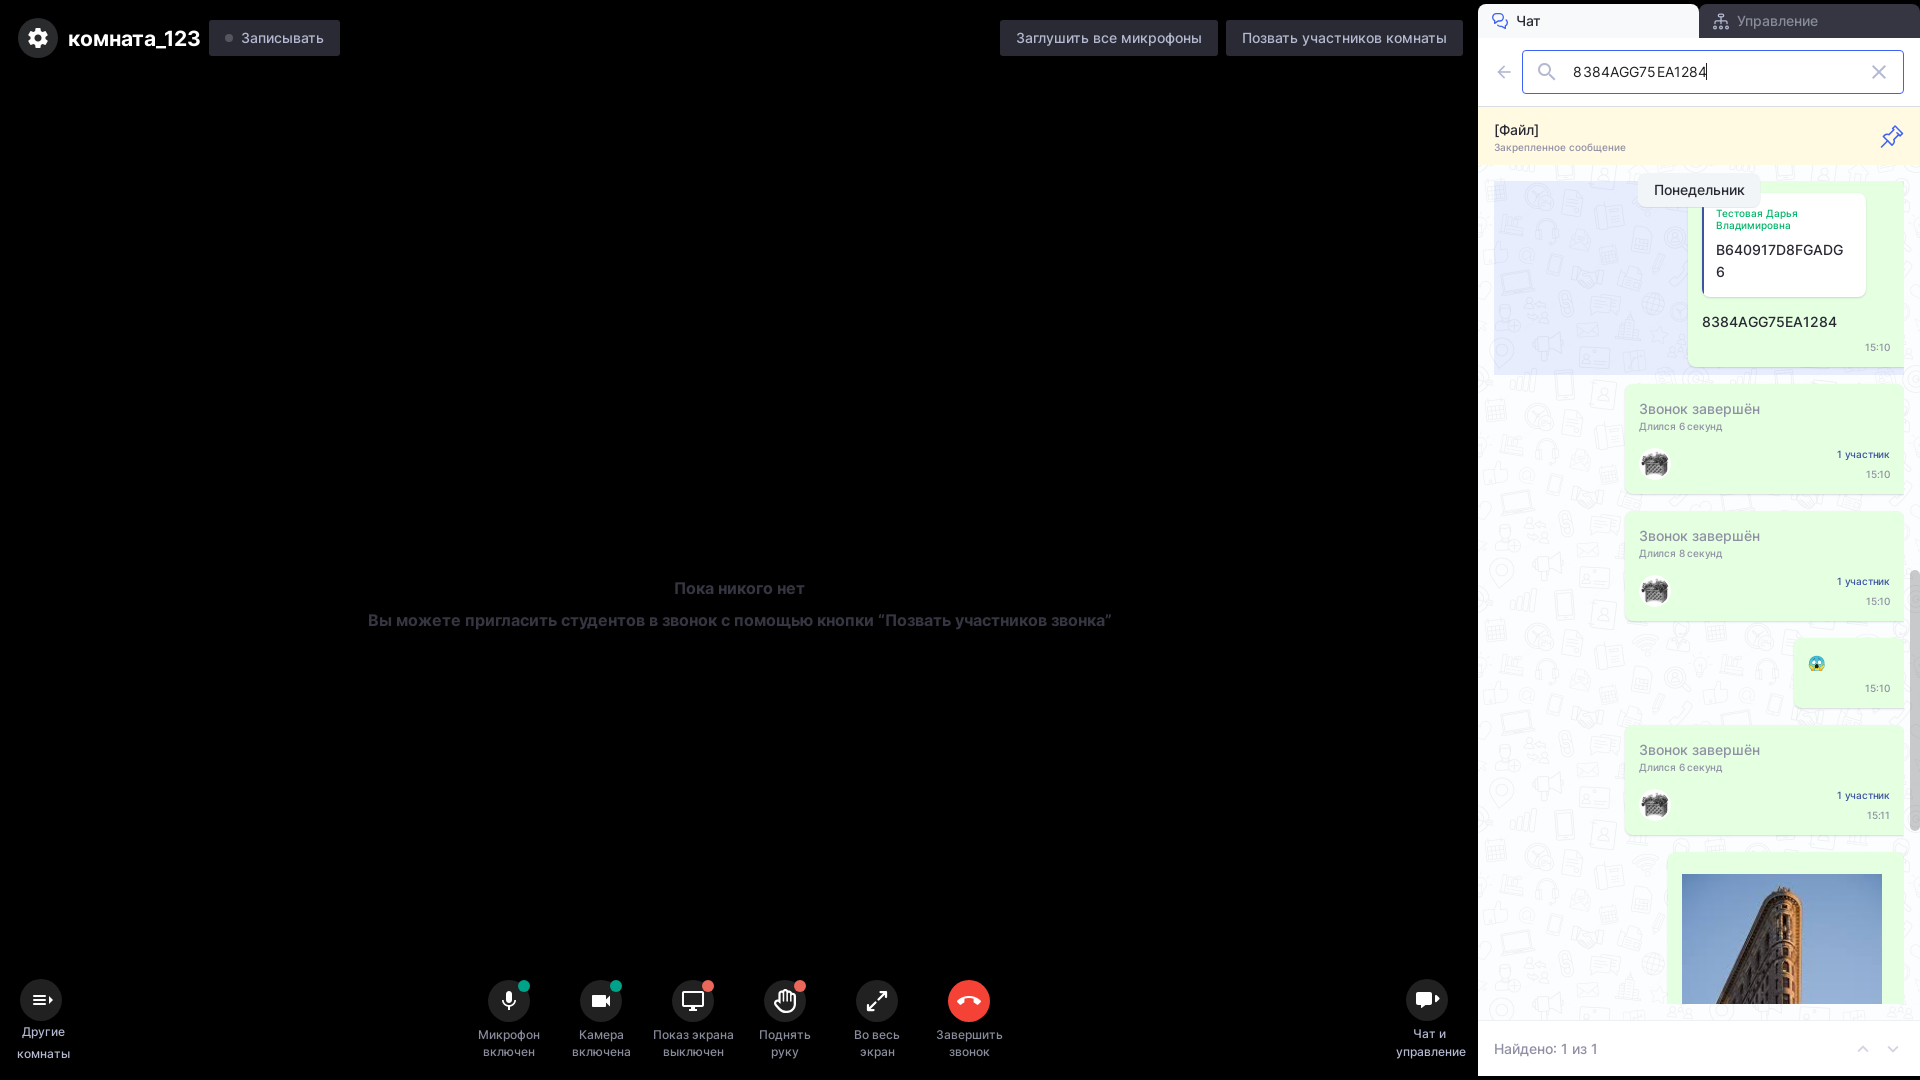 комната_123
Записывать
Заглушить все микрофоны
Позвать участников комнаты
Чат
Управление
8384AGG75EA1284
[Файл]
Закрепленное сообщение
Понедельник
Тестовая Дарья
Владимировна
B640917D8FGADG
6
8384AGG75EA1284
15:10
Звонок завершён
Длился 6 секунд
1 участник
15:10
Звонок завершён
Длился 8 секунд
1 участник
15:10
15:10
Звонок завершён
Длился 6 секунд
1 участник
15:11
Найдено: 1 из 1
Пока никого нет
Вы можете пригласить студентов в звонок с помощью кнопки “Позвать участников звонка”
Другие
комнаты
Микрофон
включен
Камера
включена
Показ экрана
выключен
Поднять
руку
Во весь
экран
Завершить
звонок
Чат и
управление